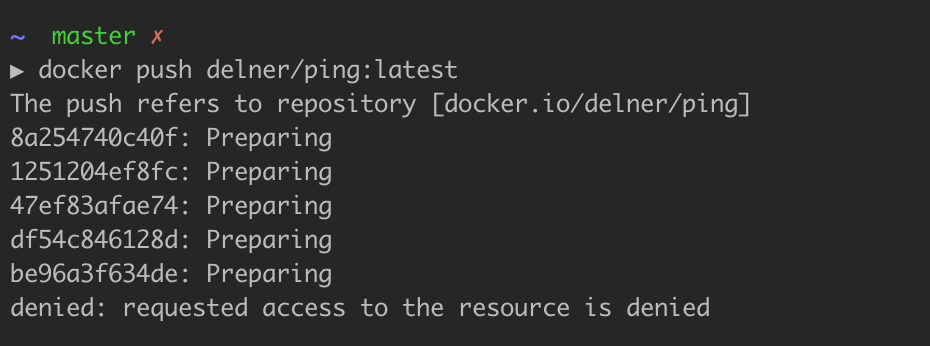 ~ master ✗
▶ docker push delner/ping:latest
The push refers to repository [docker.io/delner/ping]
8a254740c40f: Preparing
1251204ef8fc: Preparing
47ef83afae74: Preparing
df54c846128d: Preparing
be96a3f634de: Preparing
denied: requested access to the resource is denied